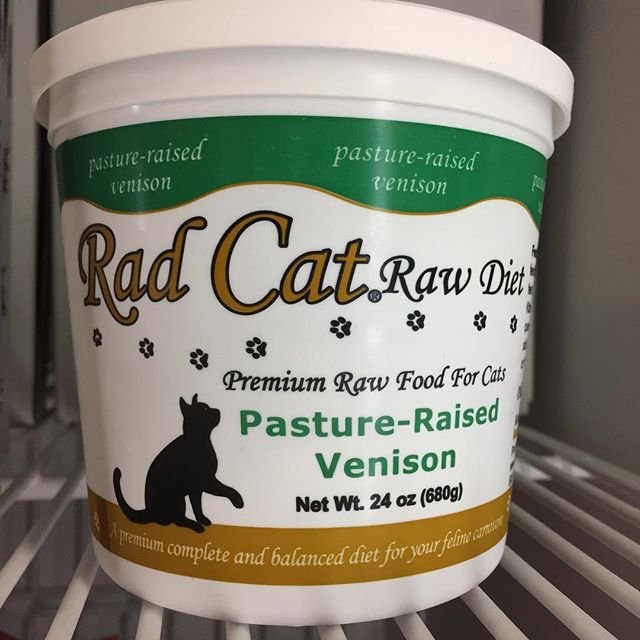 pasture-raised
venison
pasture-raised
venison
Rad Cat® Raw Diet
Premium Raw Food For Cats
Pasture-Raised
Venison
Net Wt. 24 oz (680g)
A premium complete and balanced diet for your feline carnivore